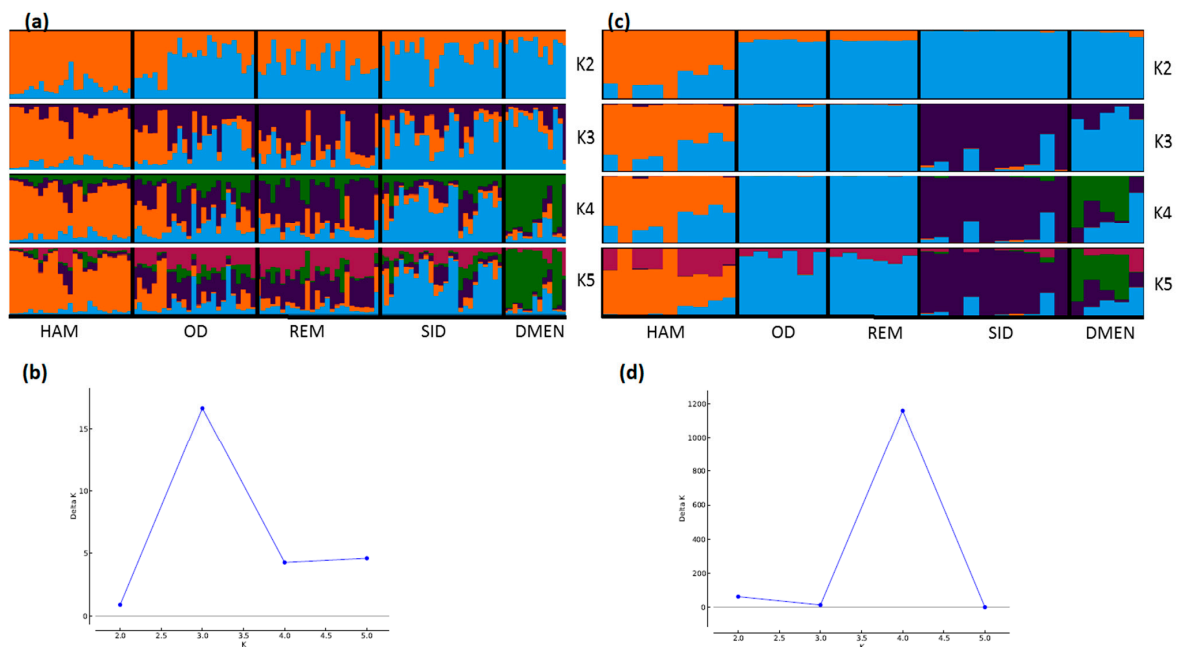 (a)
K2
K3
K4
K5
HAM OD REM SID DMEN
(c)
K2
K3
K4
K5
HAM OD REM SID DMEN
(b)
Delta K
15
10
5
0
2.0 2.5 3.0 3.5 4.0 4.5 5.0
K
(d)
Delta K
1200
1000
800
600
400
200
0
2.0 2.5 3.0 3.5 4.0 4.5 5.0
K